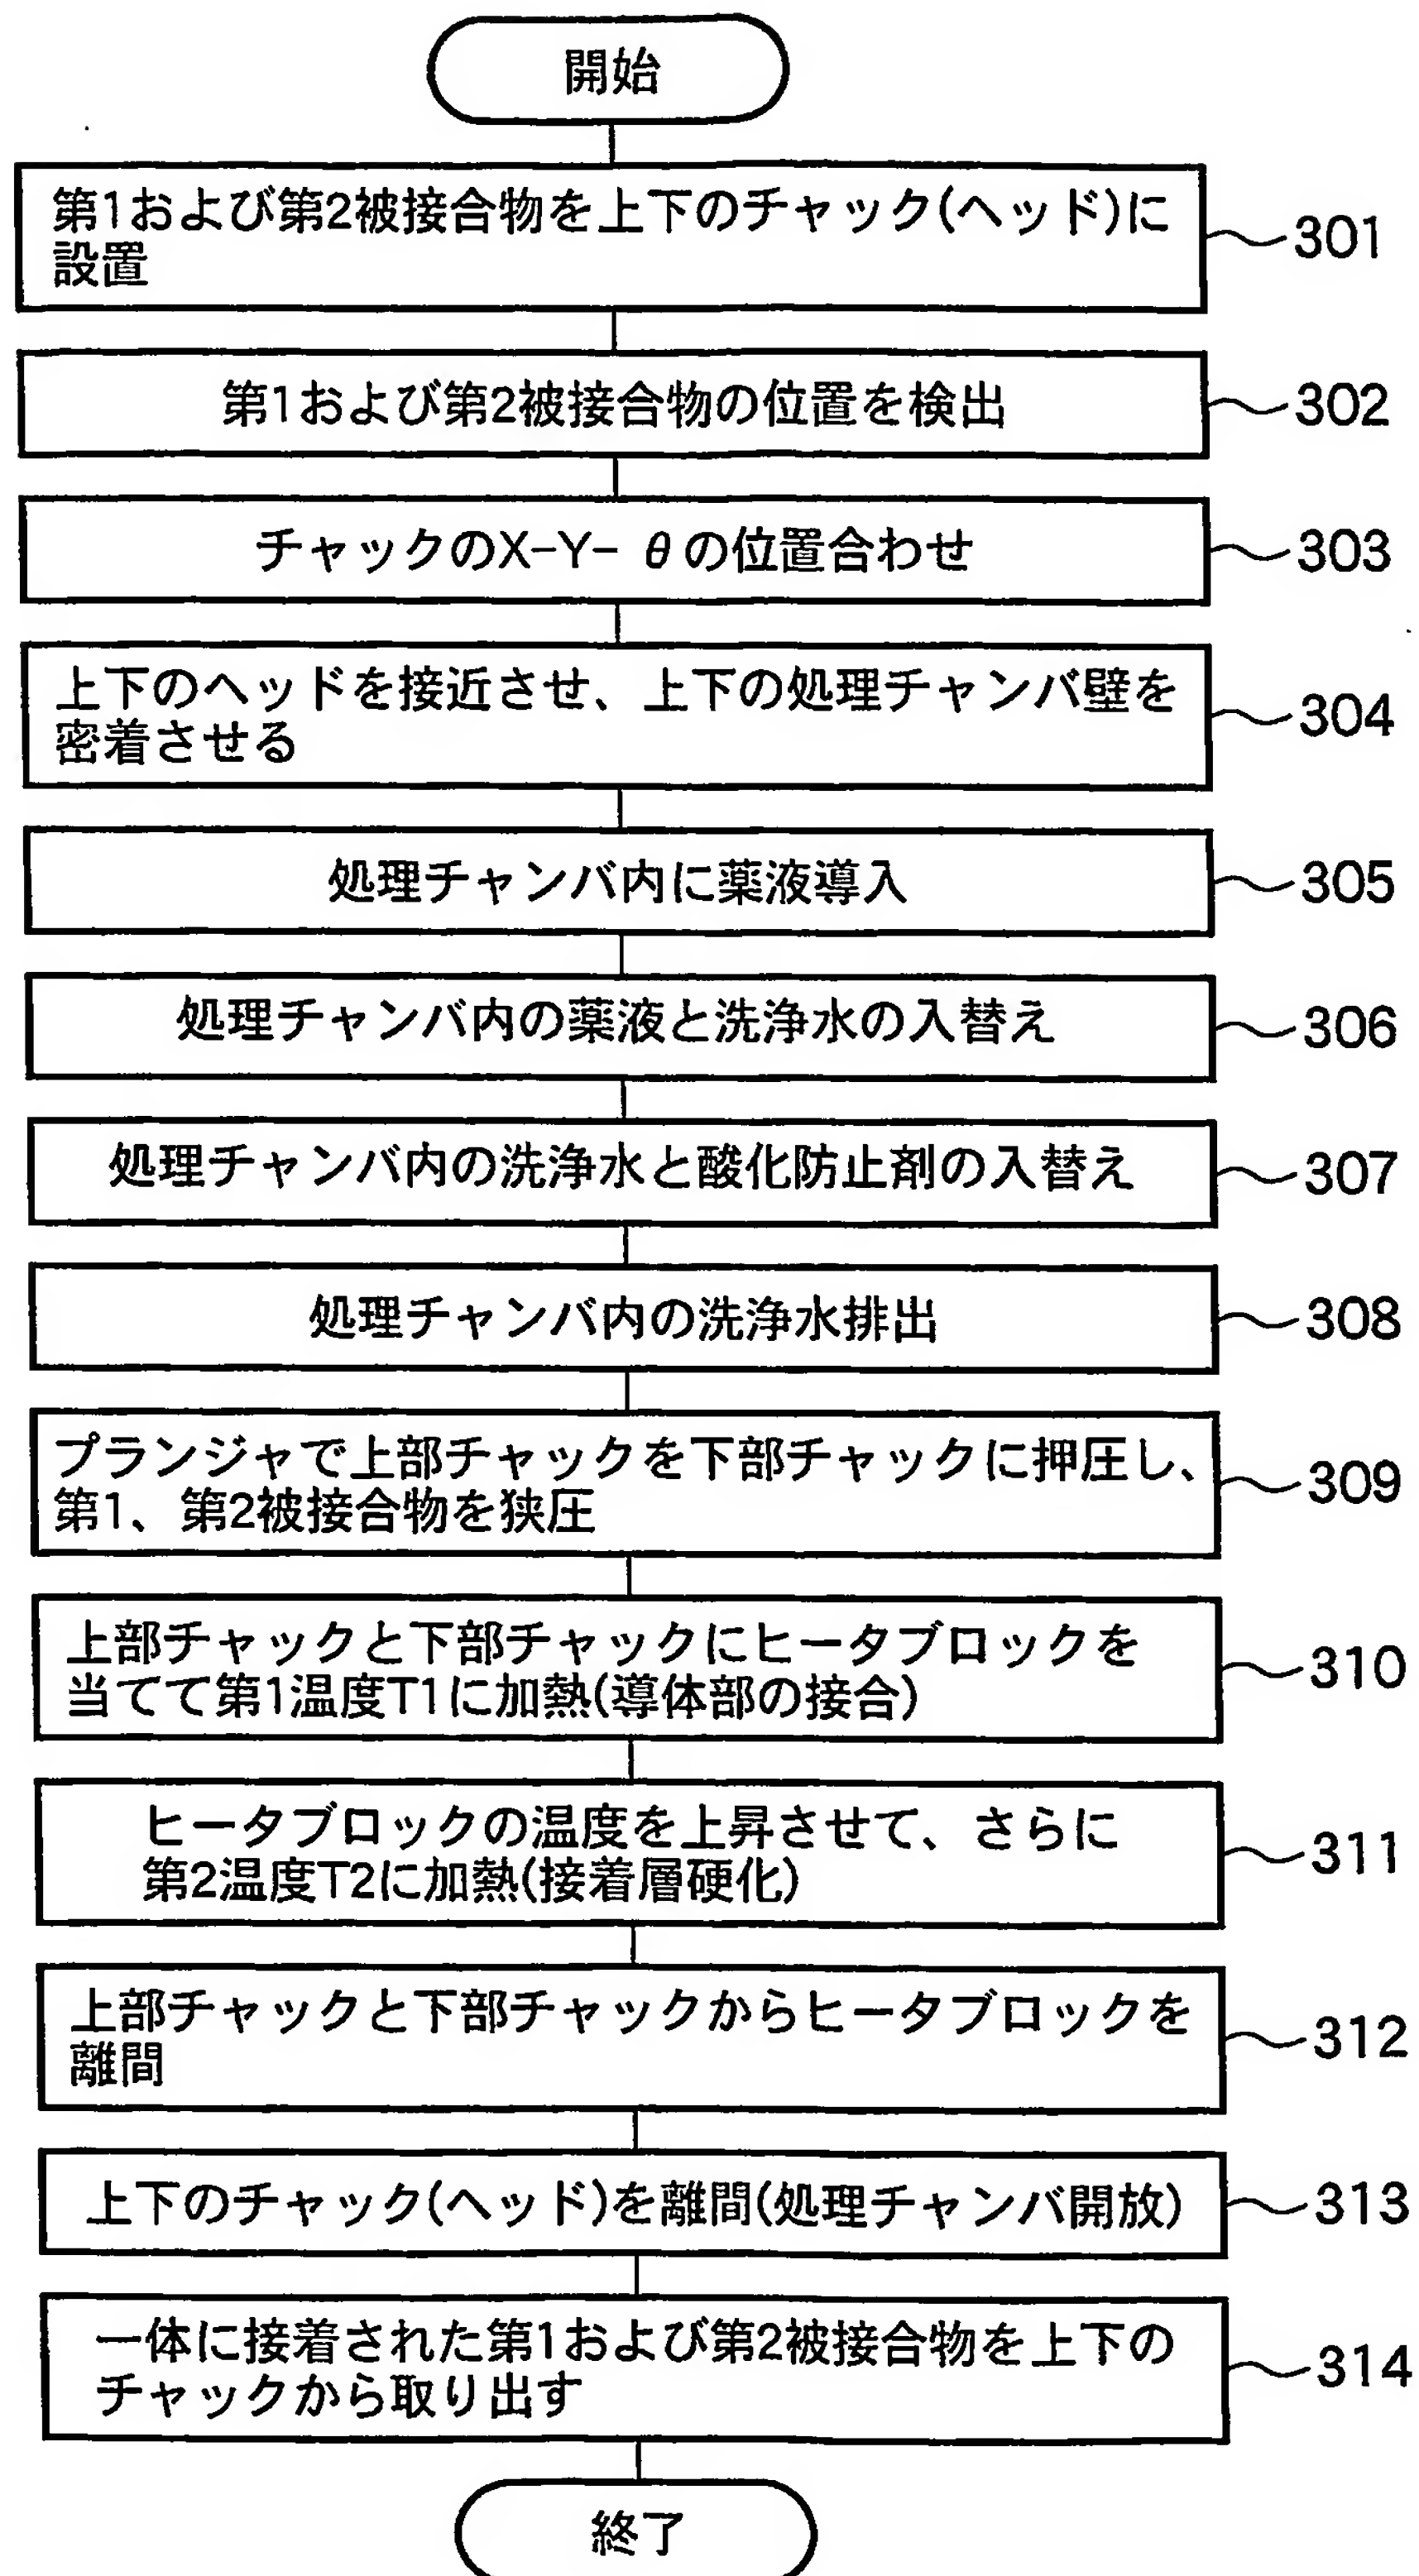 開始
第1および第2被接合物を上下のチャック(ヘッド)に
設置
301
第1および第2被接合物の位置を検出
302
チャックのX-Y- θの位置合わせ
303
上下のヘッドを接近させ、上下の処理チャンバ壁を
密着させる
304
処理チャンバ内に薬液導入
305
処理チャンバ内の薬液と洗浄水の入替え
306
処理チャンバ内の洗浄水と酸化防止剤の入替え
307
処理チャンバ内の洗浄水排出
308
プランジャで上部チャックを下部チャックに押圧し、
第1、第2被接合物を狭圧
309
上部チャックと下部チャックにヒータブロックを
当てて第1温度T1に加熱(導体部の接合)
310
ヒータブロックの温度を上昇させて、さらに
第2温度T2に加熱(接着層硬化)
311
上部チャックと下部チャックからヒータブロックを
離間
312
上下のチャック(ヘッド)を離間(処理チャンバ開放)
313
一体に接着された第1および第2被接合物を上下の
チャックから取り出す
314
終了